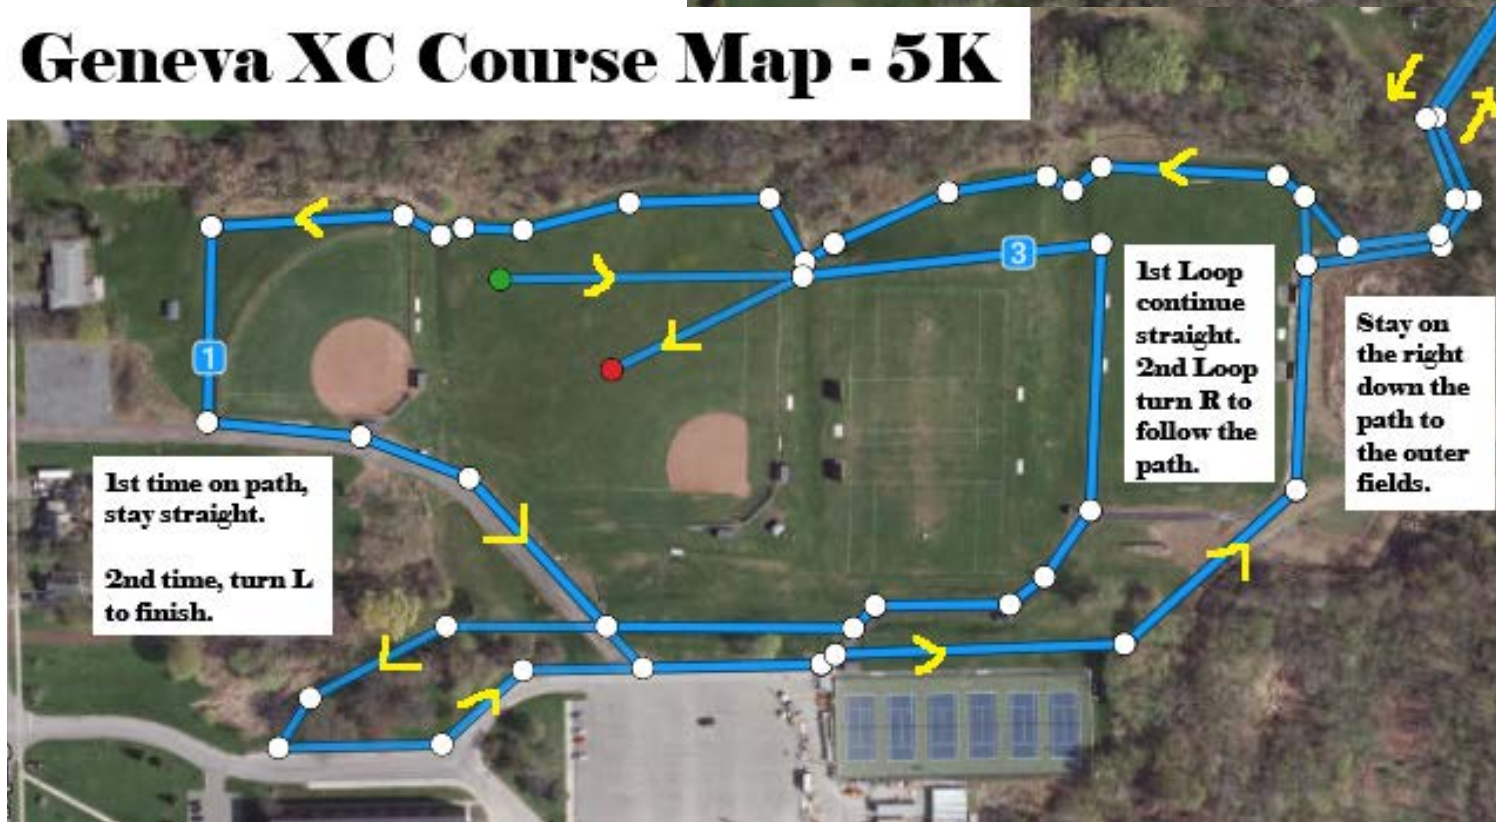 Geneva XC Course Map - 5K
3
1
1st Loop
continue
straight.
2nd Loop
turn R to
follow the
path.
Stay on
the right
down the
path to
the outer
fields.
1st time on path,
stay straight.
2nd time, turn L
to finish.